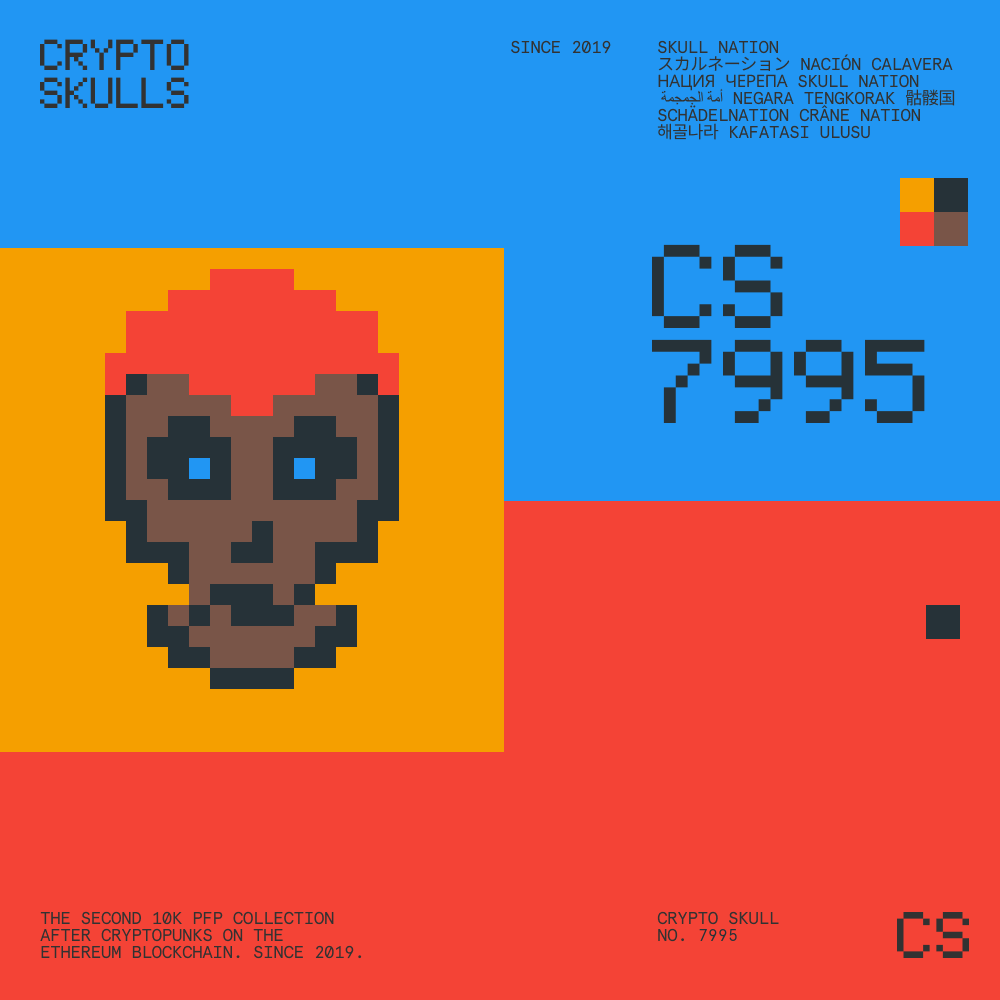 CRYPTO
SKULLS
SINCE 2019
SKULL NATION
スカルネーション NACIÓN CALAVERA
НАЦИЯ ЧЕРЕПА SKULL NATION
أمة الجمجمة NEGARA TENGKORAK 骷髅国
SCHÄDELNATION CRÂNE NATION
해골나라 KAFATASI ULUSU
CS
7995
THE SECOND 10K PFP COLLECTION
AFTER CRYPTOPUNKS ON THE
ETHEREUM BLOCKCHAIN. SINCE 2019.
CRYPTO SKULL
NO. 7995
CS